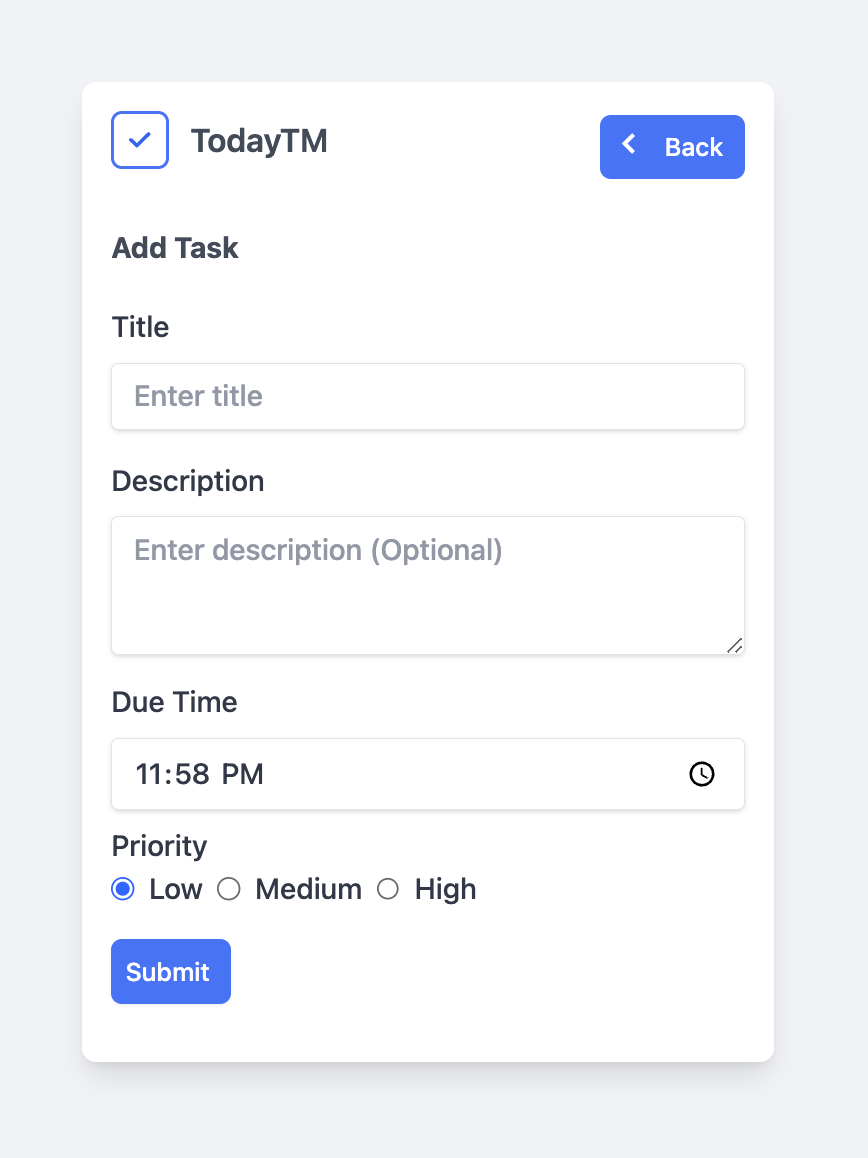 TodayTM
Back
Add Task
Title
Enter title
Description
Enter description (Optional)
Due Time
11:58 PM
Priority
Low Medium High
Submit